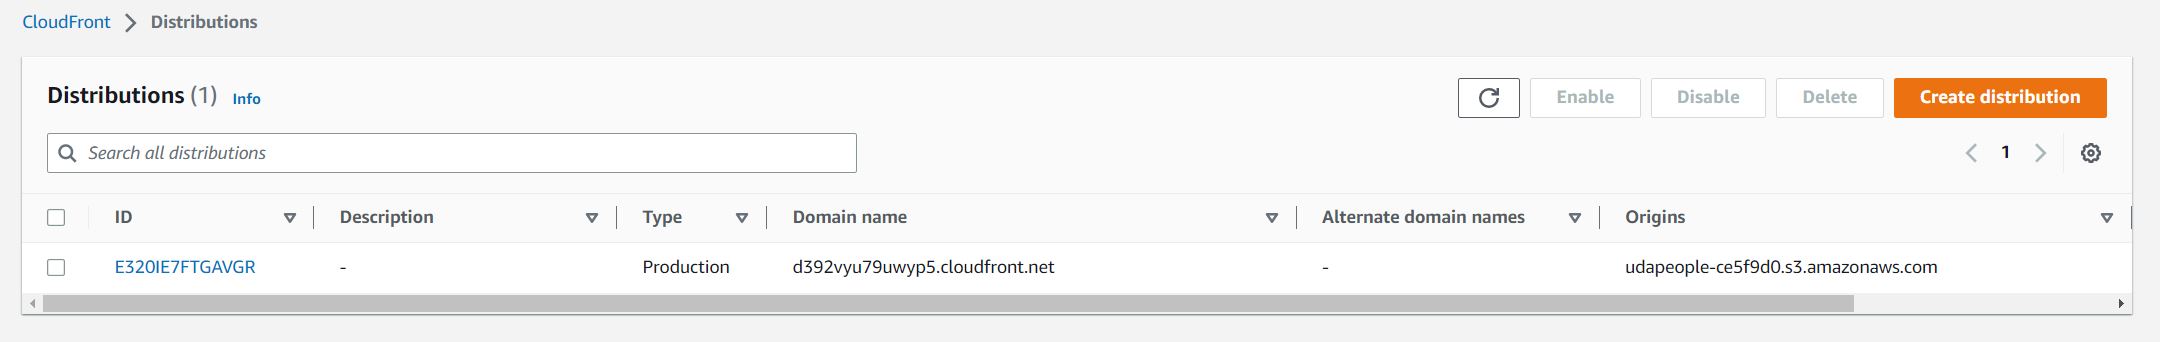 CloudFront > Distributions
Distributions (1) Info
Enable Disable Delete Create distribution
Search all distributions
1
ID Description Type Domain name Alternate domain names Origins
E320IE7FTGAVGR - Production d392vyu79uwyp5.cloudfront.net - udapeople-ce5f9d0.s3.amazonaws.com